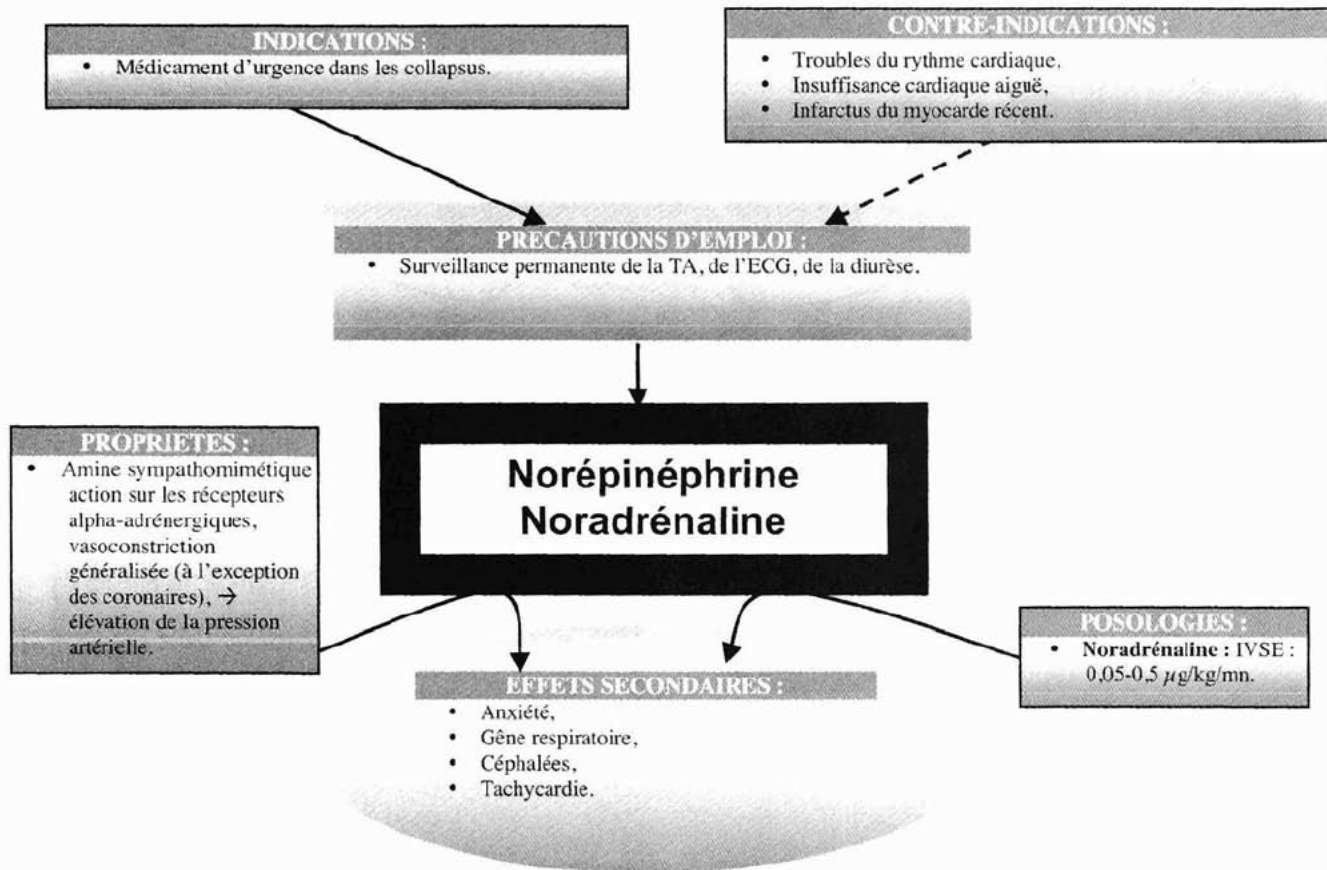 INDICATIONS :
• Médicament d'urgence dans les collapsus.
CONTRE-INDICATIONS :
• Troubles du rythme cardiaque,
• Insuffisance cardiaque aiguë,
• Infarctus du myocarde récent.
PRECAUTIONS D'EMPLOI :
• Surveillance permanente de la TA, de l'ECG, de la diurèse.
Norépinéphrine
Noradrénaline
PROPRIETES :
• Amine sympathomimétique
action sur les récepteurs
alpha-adrénergiques,
vasoconstriction
généralisée (à l'exception
des coronaires), →
élévation de la pression
artérielle.
EFFETS SECONDAIRES :
• Anxiété,
• Gêne respiratoire,
• Céphalées,
• Tachycardie.
POSOLOGIES :
• Noradrénaline : IVSE :
0,05-0,5 µg/kg/mn.